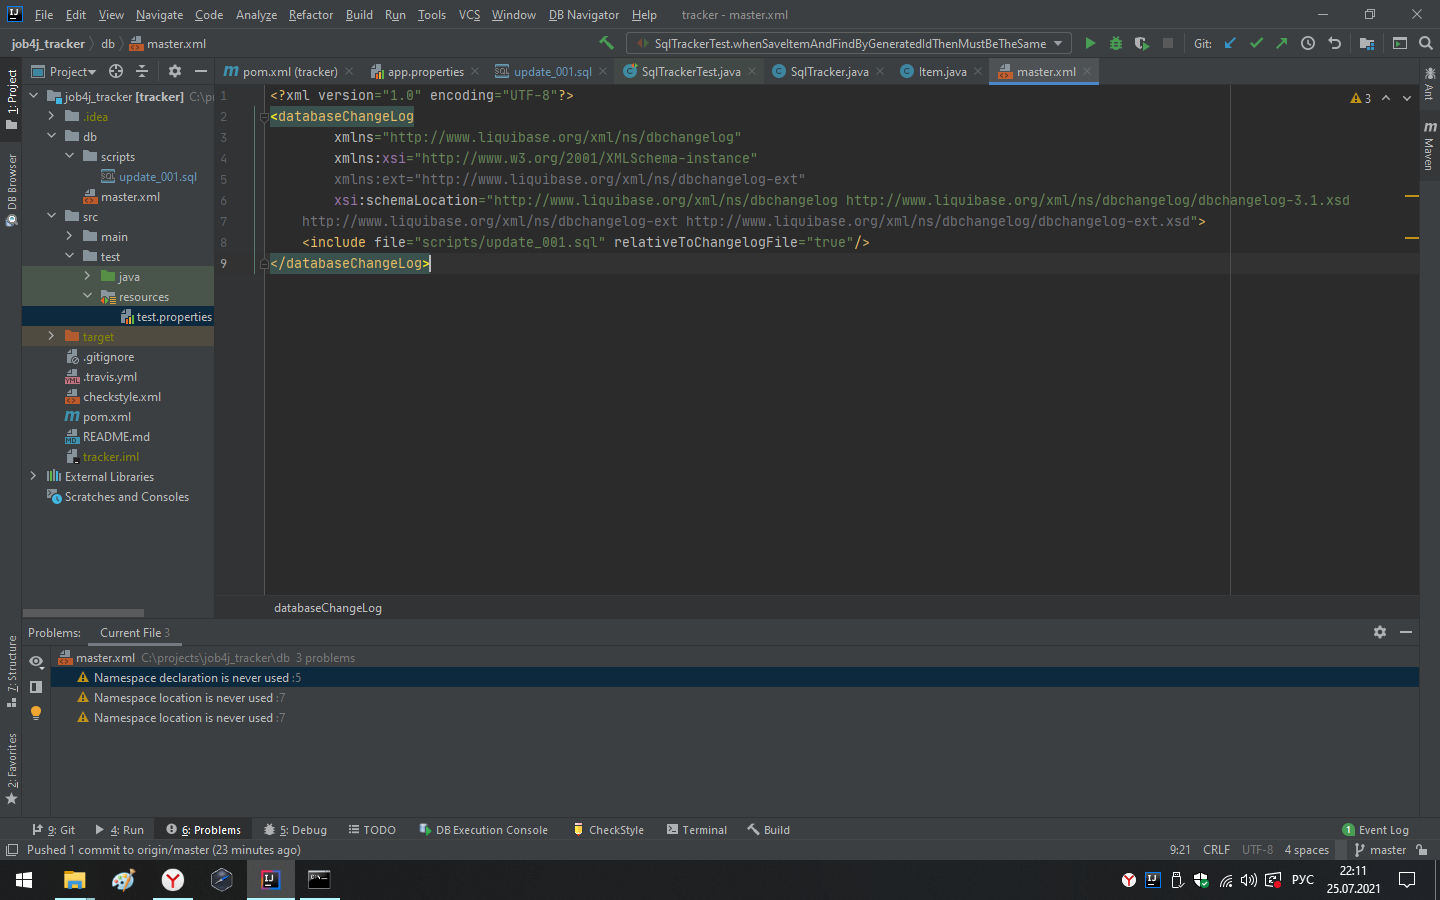 File Edit View Navigate Code Analyze Refactor Build Run Tools VCS Window DB Navigator Help tracker - master.xml
job4j_tracker db master.xml SqlTrackerTest.whenSaveItemAndFindByGeneratedIdThenMustBeTheSame Git:
Project pom.xml (tracker) app.properties update_001.sql SqlTrackerTest.java SqlTracker.java Item.java master.xml
1: Project
DB Browser
7: Structure
2: Favorites
Ant
Maven
job4j_tracker [tracker] C:\pr
.idea
db
scripts
update_001.sql
master.xml
src
main
test
java
resources
test.properties
target
.gitignore
.travis.yml
checkstyle.xml
pom.xml
README.md
tracker.iml
External Libraries
Scratches and Consoles
3
1 <?xml version="1.0" encoding="UTF-8"?>
2 <databaseChangeLog
3 xmlns="http://www.liquibase.org/xml/ns/dbchangelog"
4 xmlns:xsi="http://www.w3.org/2001/XMLSchema-instance"
5 xmlns:ext="http://www.liquibase.org/xml/ns/dbchangelog-ext"
6 xsi:schemaLocation="http://www.liquibase.org/xml/ns/dbchangelog http://www.liquibase.org/xml/ns/dbchangelog/dbchangelog-3.1.xsd
7 http://www.liquibase.org/xml/ns/dbchangelog-ext http://www.liquibase.org/xml/ns/dbchangelog/dbchangelog-ext.xsd">
8 <include file="scripts/update_001.sql" relativeToChangelogFile="true"/>
9 </databaseChangeLog>
databaseChangeLog
Problems: Current File 3
master.xml C:\projects\job4j_tracker\db 3 problems
Namespace declaration is never used :5
Namespace location is never used :7
Namespace location is never used :7
9: Git 4: Run 6: Problems 5: Debug TODO DB Execution Console CheckStyle Terminal Build 1 Event Log
Pushed 1 commit to origin/master (23 minutes ago) 9:21 CRLF UTF-8 4 spaces master
РУС 22:11
25.07.2021